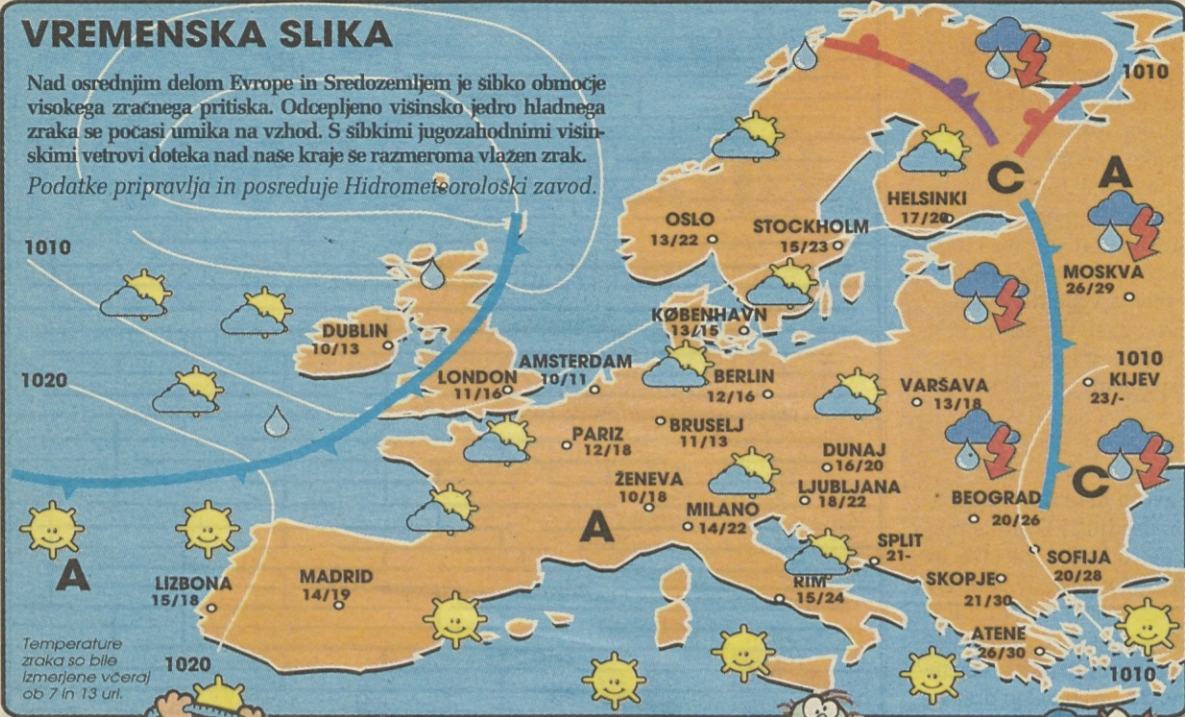 VREMENSKA SLIKA
Nad osrednjim delom Evrope in Sredozemljem je šibko območje
visokega zračnega pritiska. Odcepljeno višinsko jedro hladnega
zraka se počasi umika na vzhod. S šibkimi jugozahodnimi višin-
skimi vetrovi doteka nad naše kraje še razmeroma vlažen zrak.
Podatke pripravlja in posreduje Hidrometeorološki zavod.
1010
C
A
HELSINKI
17/20
OSLO
13/22
STOCKHOLM
15/23
1010
MOSKVA
26/29
KØBENHAVN
13/15
DUBLIN
10/13
AMSTERDAM
10/11
1010
KIJEV
23/-
1020
LONDON
11/16
BERLIN
12/16
VARŠAVA
13/18
PARIZ
12/18
BRUSELJ
11/13
DUNAJ
16/20
ŽENEVA
10/18
LJUBLJANA
18/22
C
BEOGRAD
20/26
MILANO
14/22
A
SPLIT
21-
SOFIJA
20/28
A
LIZBONA
15/18
MADRID
14/19
RIM
15/24
SKOPJE
21/30
ATENE
26/30
Temperature
zraka so bile
izmerjene včeraj
ob 7 in 13 uri.
1020
1010